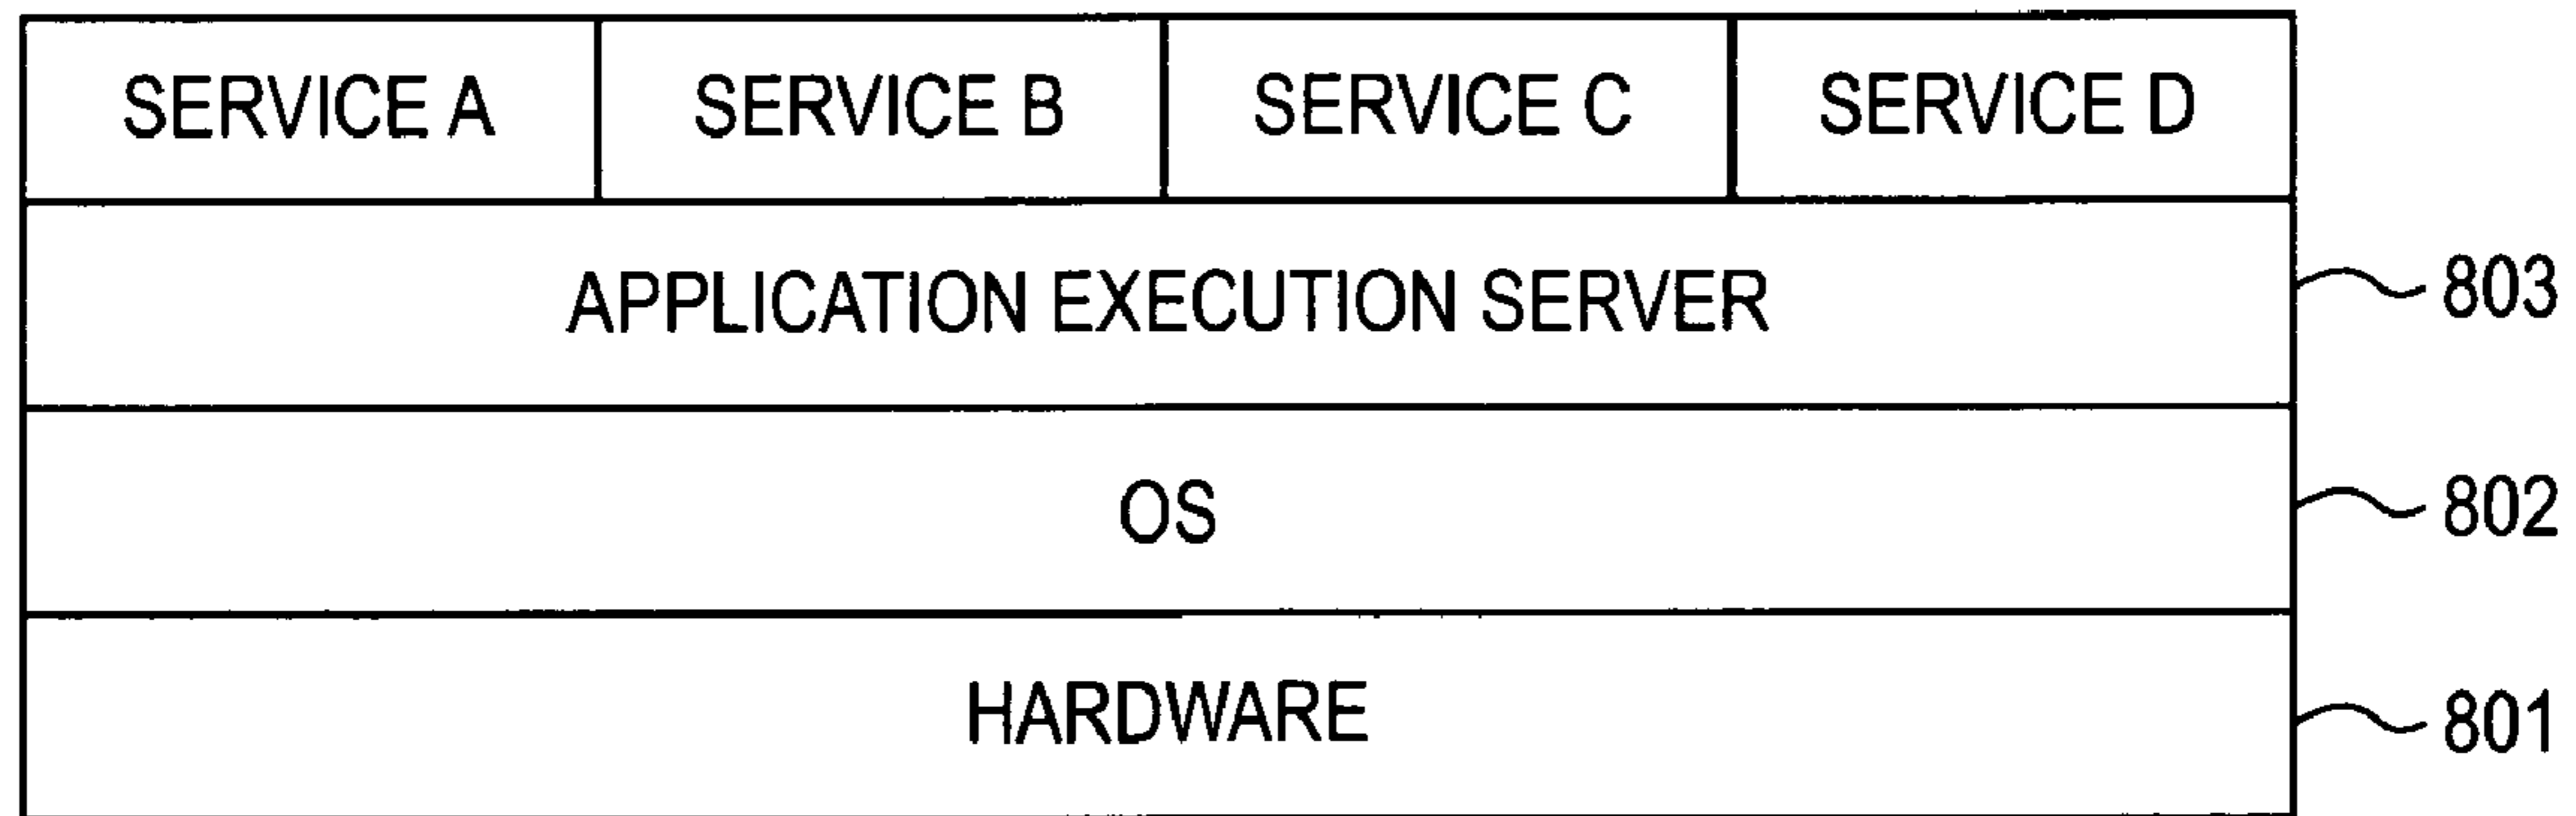 SERVICE A SERVICE B SERVICE C SERVICE D
APPLICATION EXECUTION SERVER 803
OS 802
HARDWARE 801